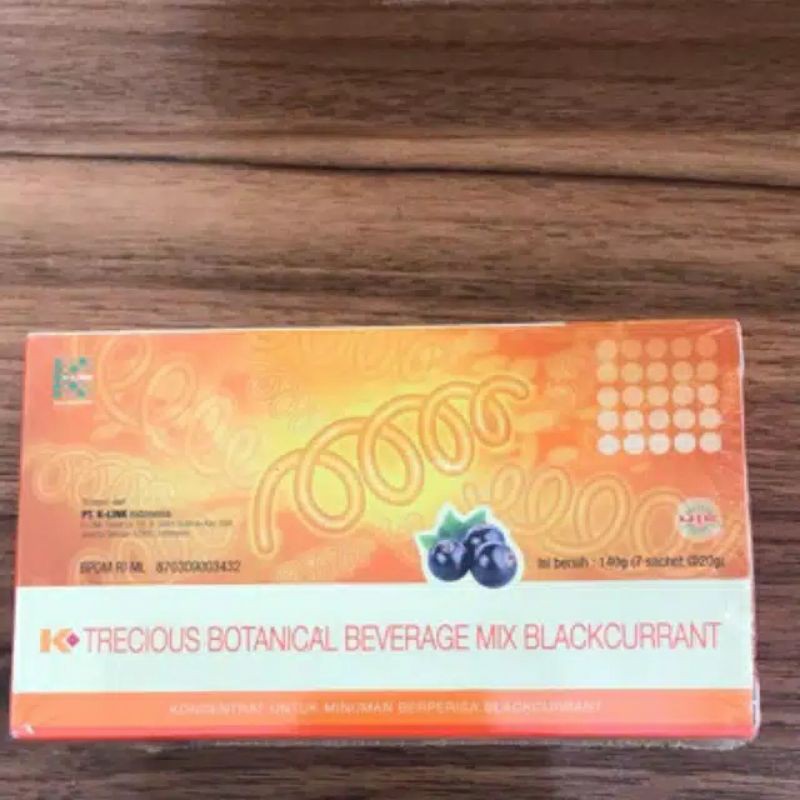 PT. K-LINK Indonesia
BPOM RI ML 870309003432
Isi bersih : 140g (7 sachet @20g)
K TRECIOUS BOTANICAL BEVERAGE MIX BLACKCURRANT
KONSENTRAT UNTUK MINUMAN BERPERISA BLACKCURRANT